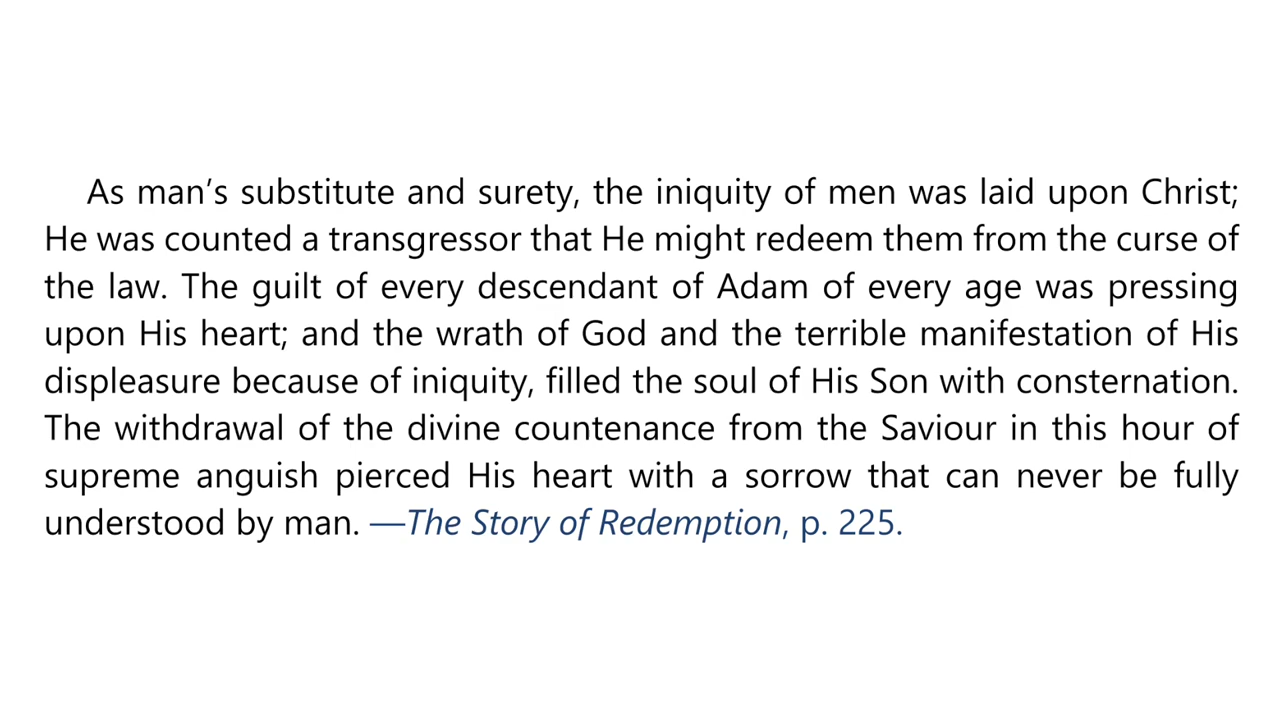 As man’s substitute and surety, the iniquity of men was laid upon Christ;
He was counted a transgressor that He might redeem them from the curse of
the law. The guilt of every descendant of Adam of every age was pressing
upon His heart; and the wrath of God and the terrible manifestation of His
displeasure because of iniquity, filled the soul of His Son with consternation.
The withdrawal of the divine countenance from the Saviour in this hour of
supreme anguish pierced His heart with a sorrow that can never be fully
understood by man. —The Story of Redemption, p. 225.